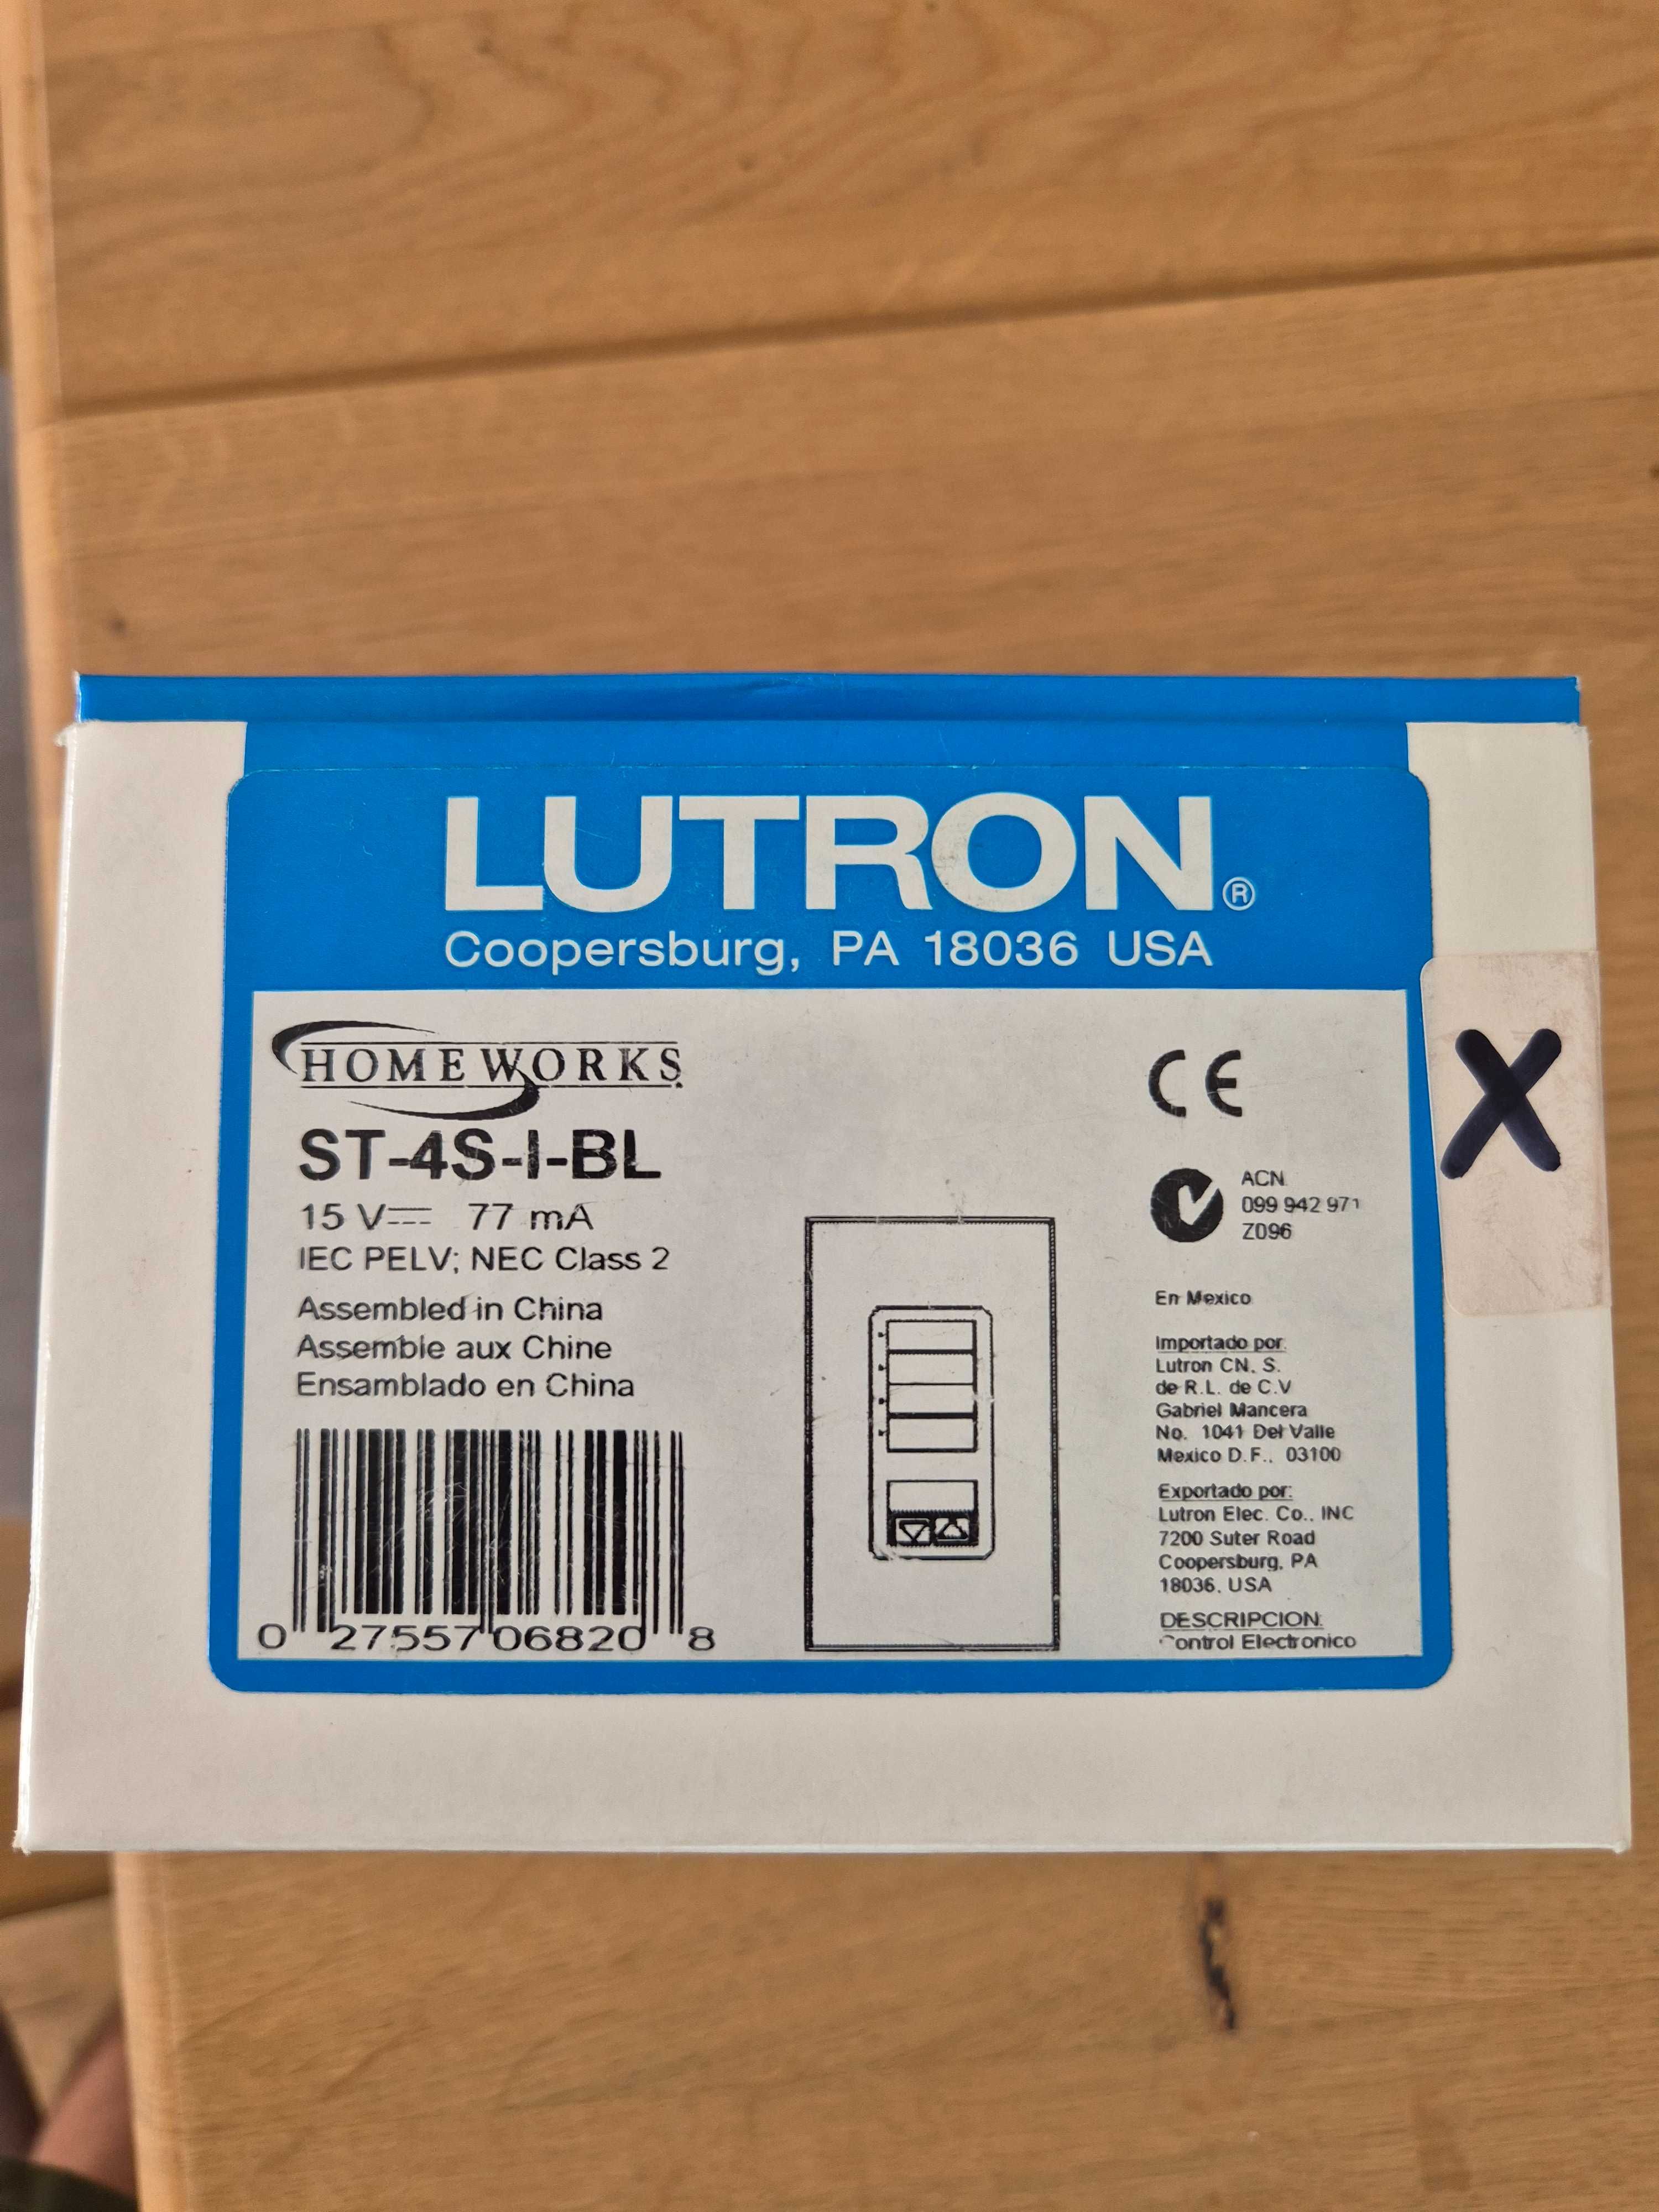 LUTRON®
Coopersburg, PA 18036 USA
HOMEWORKS
ST-4S-I-BL
15 V 77 mA
IEC PELV; NEC Class 2
Assembled in China
Assemble aux Chine
Ensamblado en China
0 27557 06820 8
CE
ACN
099 942 971
Z096
En Mexico
Importado por:
Lutron CN, S.
de R.L. de C.V
Gabriel Mancera
No. 1041 Del Valle
Mexico D.F., 03100
Exportado por:
Lutron Elec. Co., INC
7200 Suter Road
Coopersburg, PA
18036, USA
DESCRIPCION:
Control Electronico
X